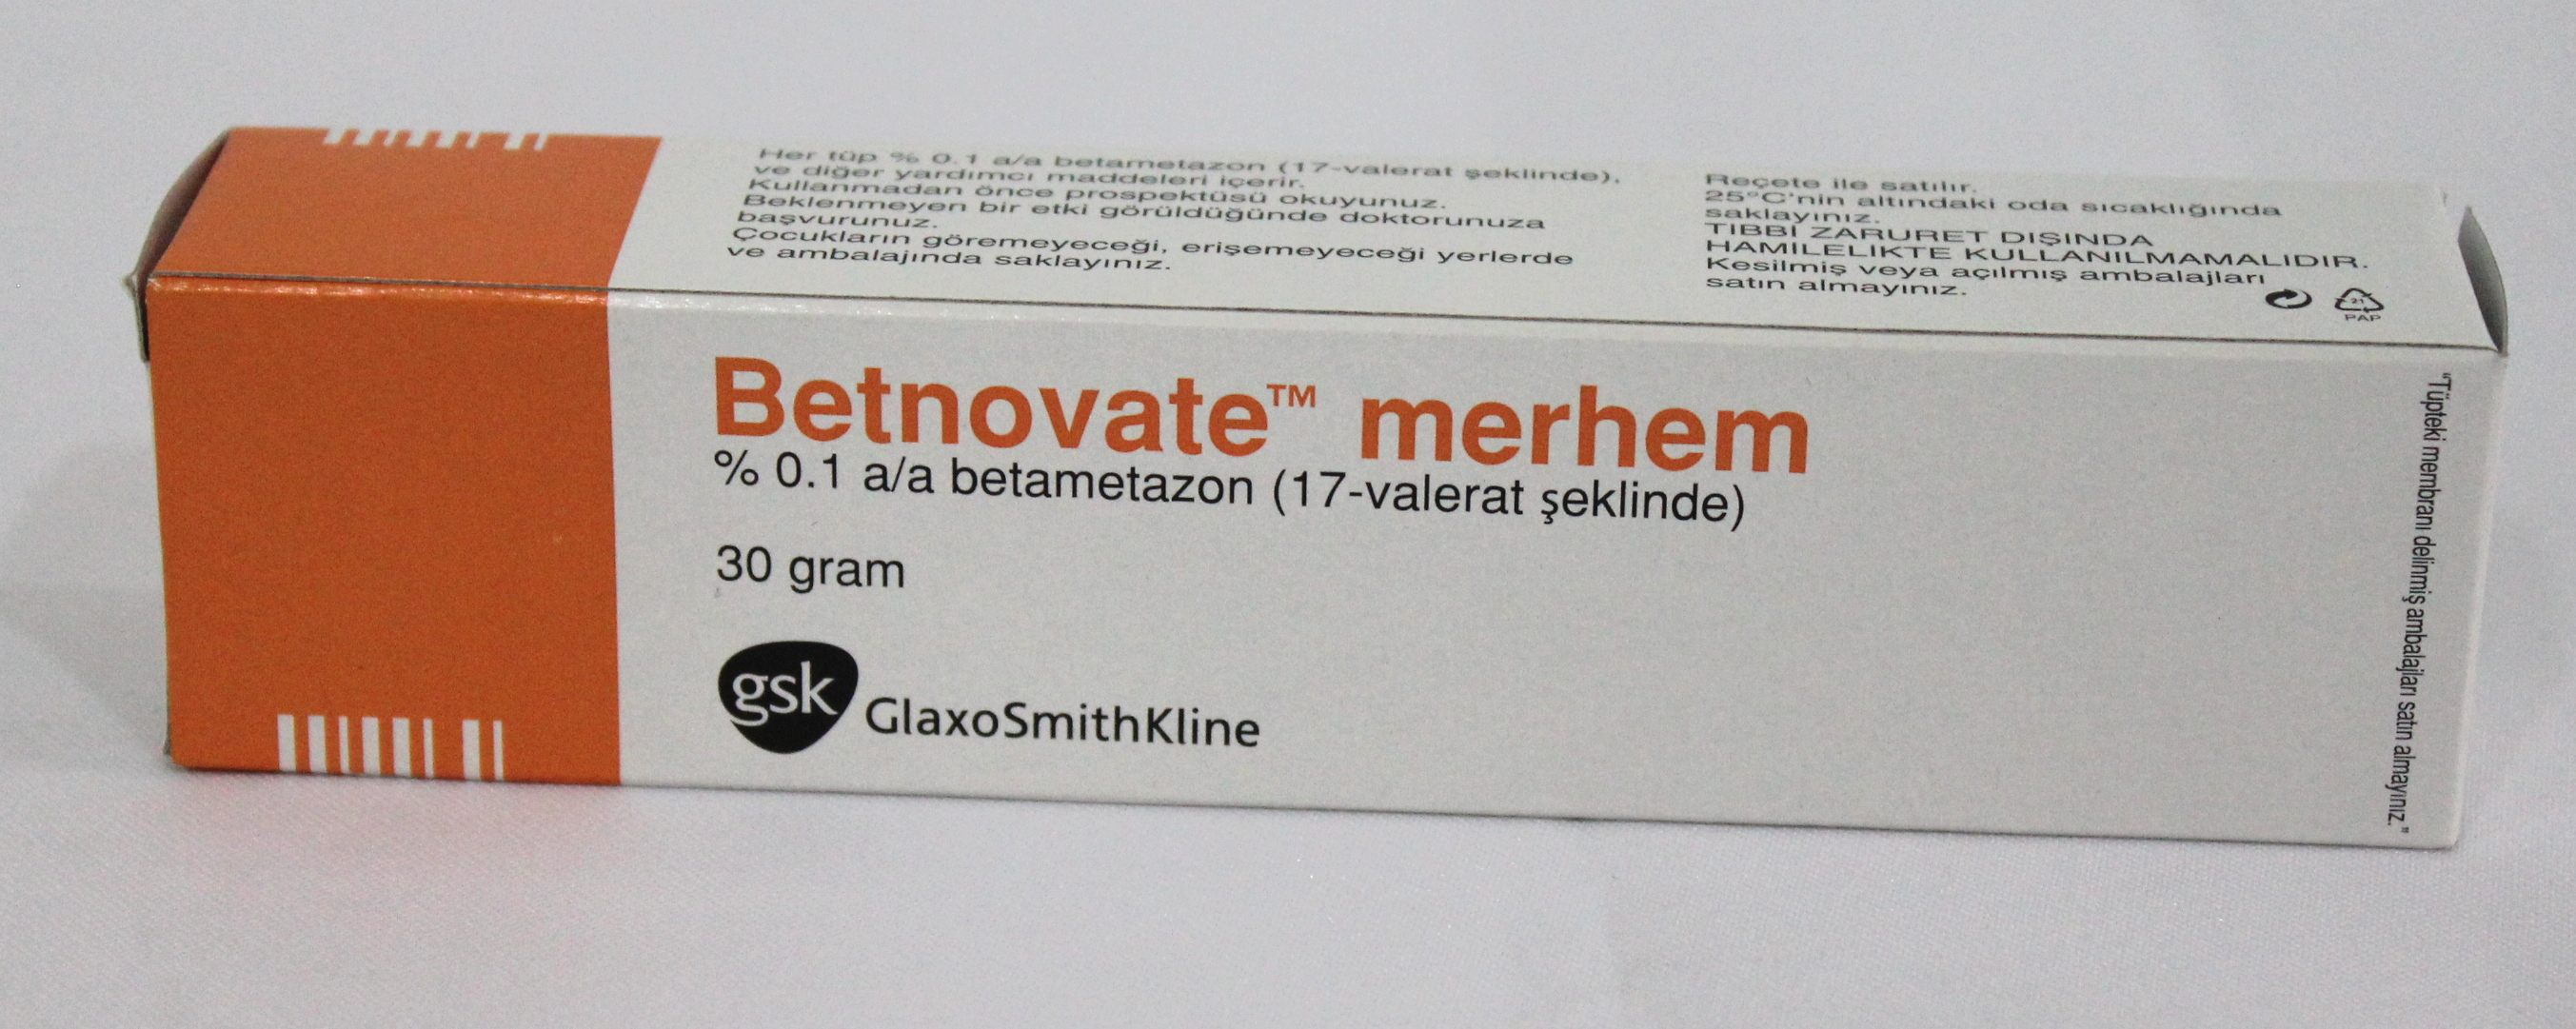 Her tüp % 0.1 a/a betametazon (17-valerat şeklinde),
ve diğer yardımcı maddeleri içerir.
Kullanmadan önce prospektüsü okuyunuz.
Beklenmeyen bir etki görüldüğünde doktorunuza
başvurunuz.
Çocukların göremeyeceği, erişemeyeceği yerlerde
ve ambalajında saklayınız.
Reçete ile satılır.
25°C'nin altındaki oda sıcaklığında
saklayınız.
TIBBİ ZARURET DIŞINDA
HAMİLELİKTE KULLANILMAMALIDIR.
Kesilmiş veya açılmış ambalajları
satın almayınız.
21
PAP
Betnovate™ merhem
% 0.1 a/a betametazon (17-valerat şeklinde)
30 gram
gsk GlaxoSmithKline
"Tüpteki membranı delinmiş ambalajları satın almayınız."